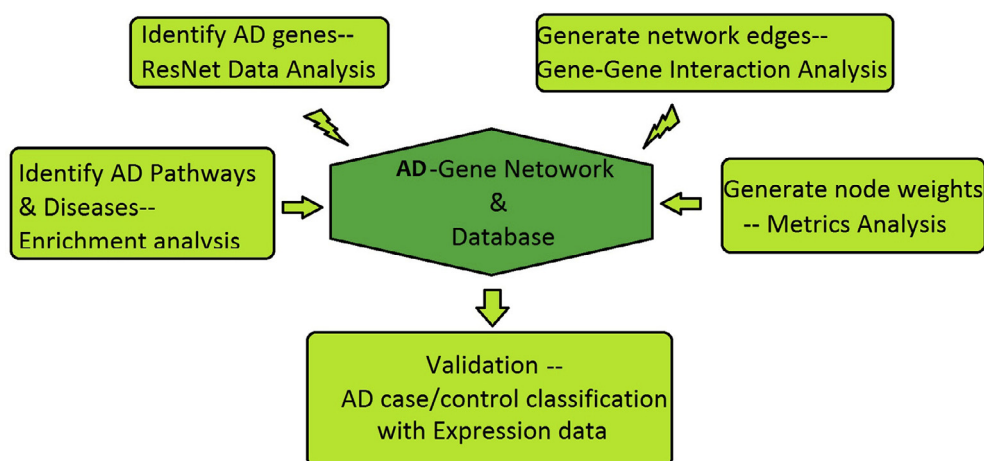 Identify AD genes--
ResNet Data Analysis
Generate network edges--
Gene-Gene Interaction Analysis
Identify AD Pathways
& Diseases--
Enrichment analysis
AD-Gene Netowork
&
Database
Generate node weights
-- Metrics Analysis
Validation --
AD case/control classification
with Expression data